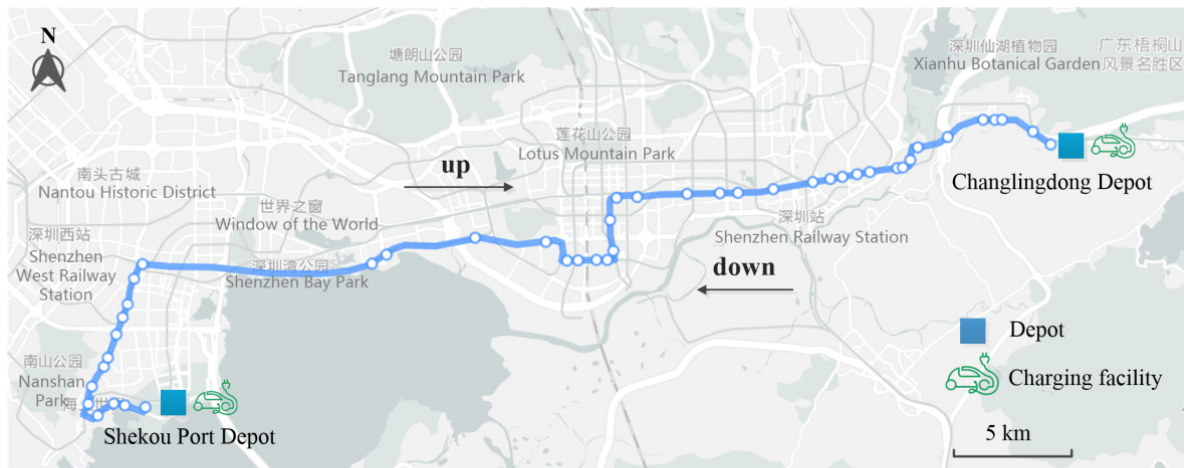 N
塘朗山公园
Tanglang Mountain Park
深圳仙湖植物园
Xianhu Botanical Garden
广东梧桐山
风景名胜区
莲花山公园
Lotus Mountain Park
up
南头古城
Nantou Historic District
世界之窗
Window of the World
Changlingdong Depot
深圳站
Shenzhen Railway Station
深圳西站
Shenzhen
West Railway
Station
深圳湾公园
Shenzhen Bay Park
down
Depot
南山公园
Nanshan
Park
Charging facility
Shekou Port Depot
5 km